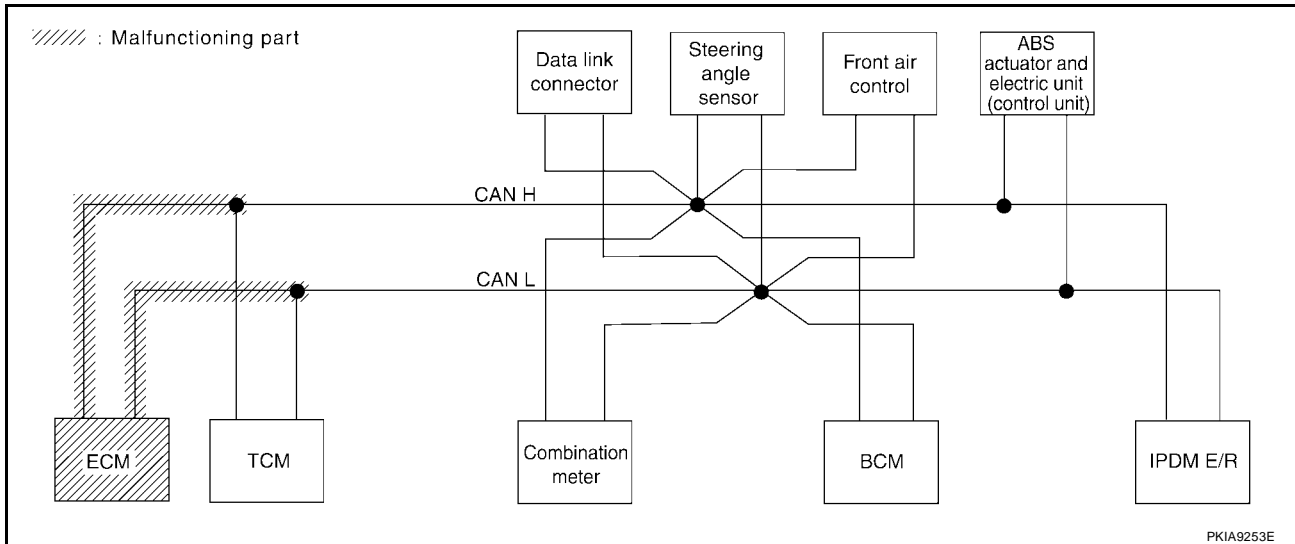 : Malfunctioning part
Data link
connector
Steering
angle
sensor
Front air
control
ABS
actuator and
electric unit
(control unit)
CAN H
CAN L
ECM
TCM
Combination
meter
BCM
IPDM E/R
PKIA9253E